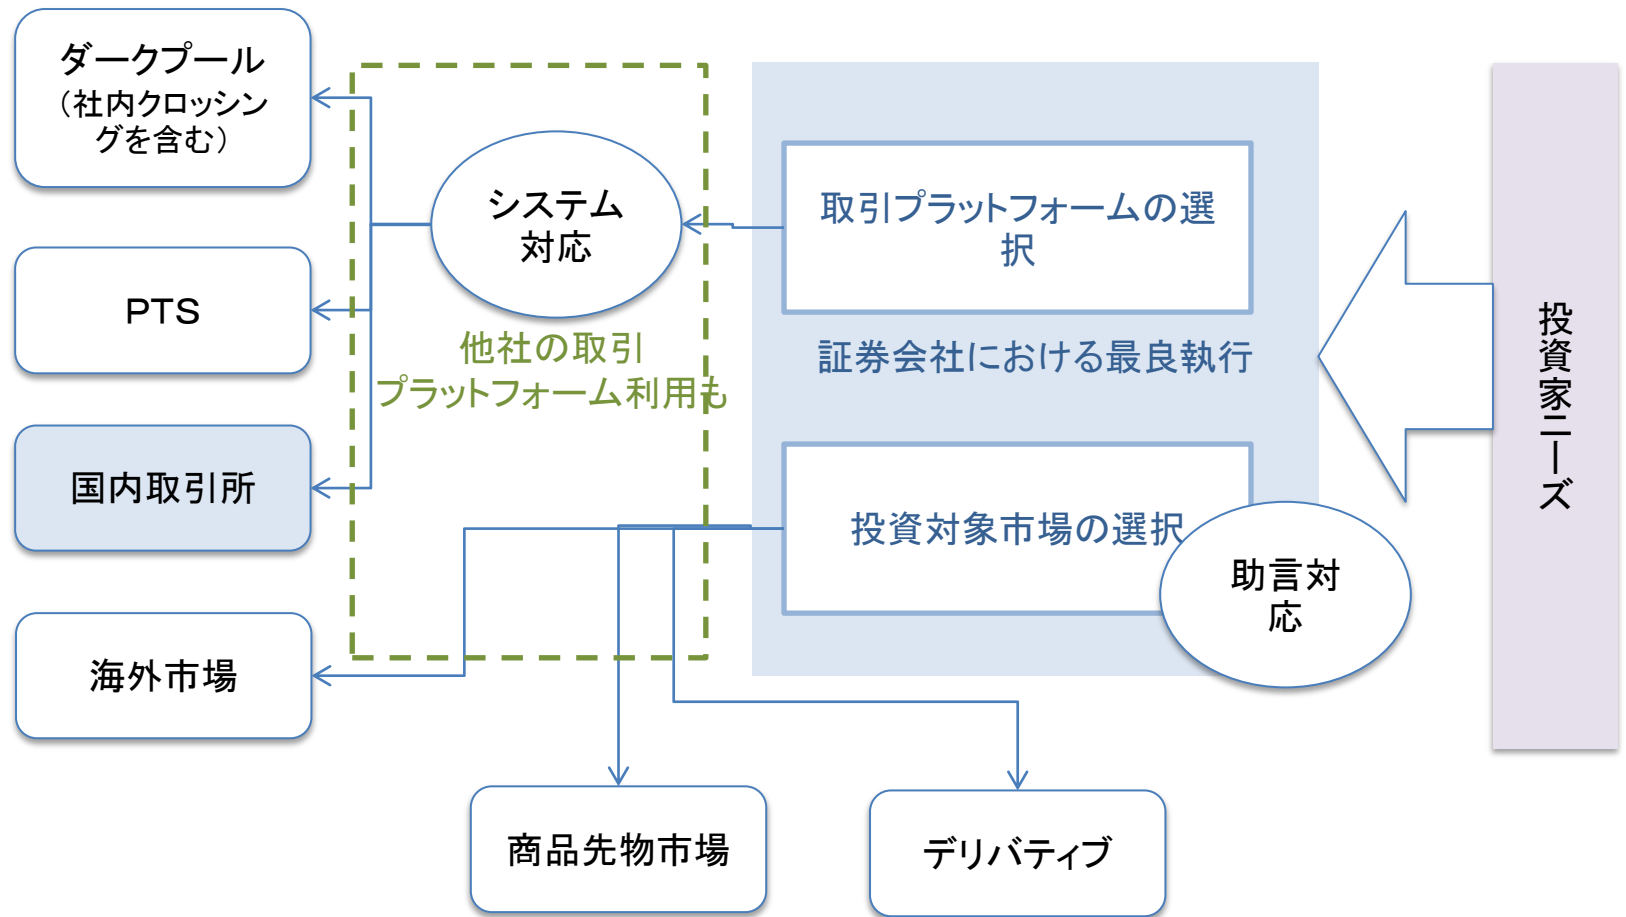 ダークプール
（社内クロッシン
グを含む）
システム
対応
取引プラットフォームの選
択
PTS
他社の取引
プラットフォーム利用も
証券会社における最良執行
投資家ニーズ
国内取引所
投資対象市場の選択
助言対
応
海外市場
商品先物市場
デリバティブ